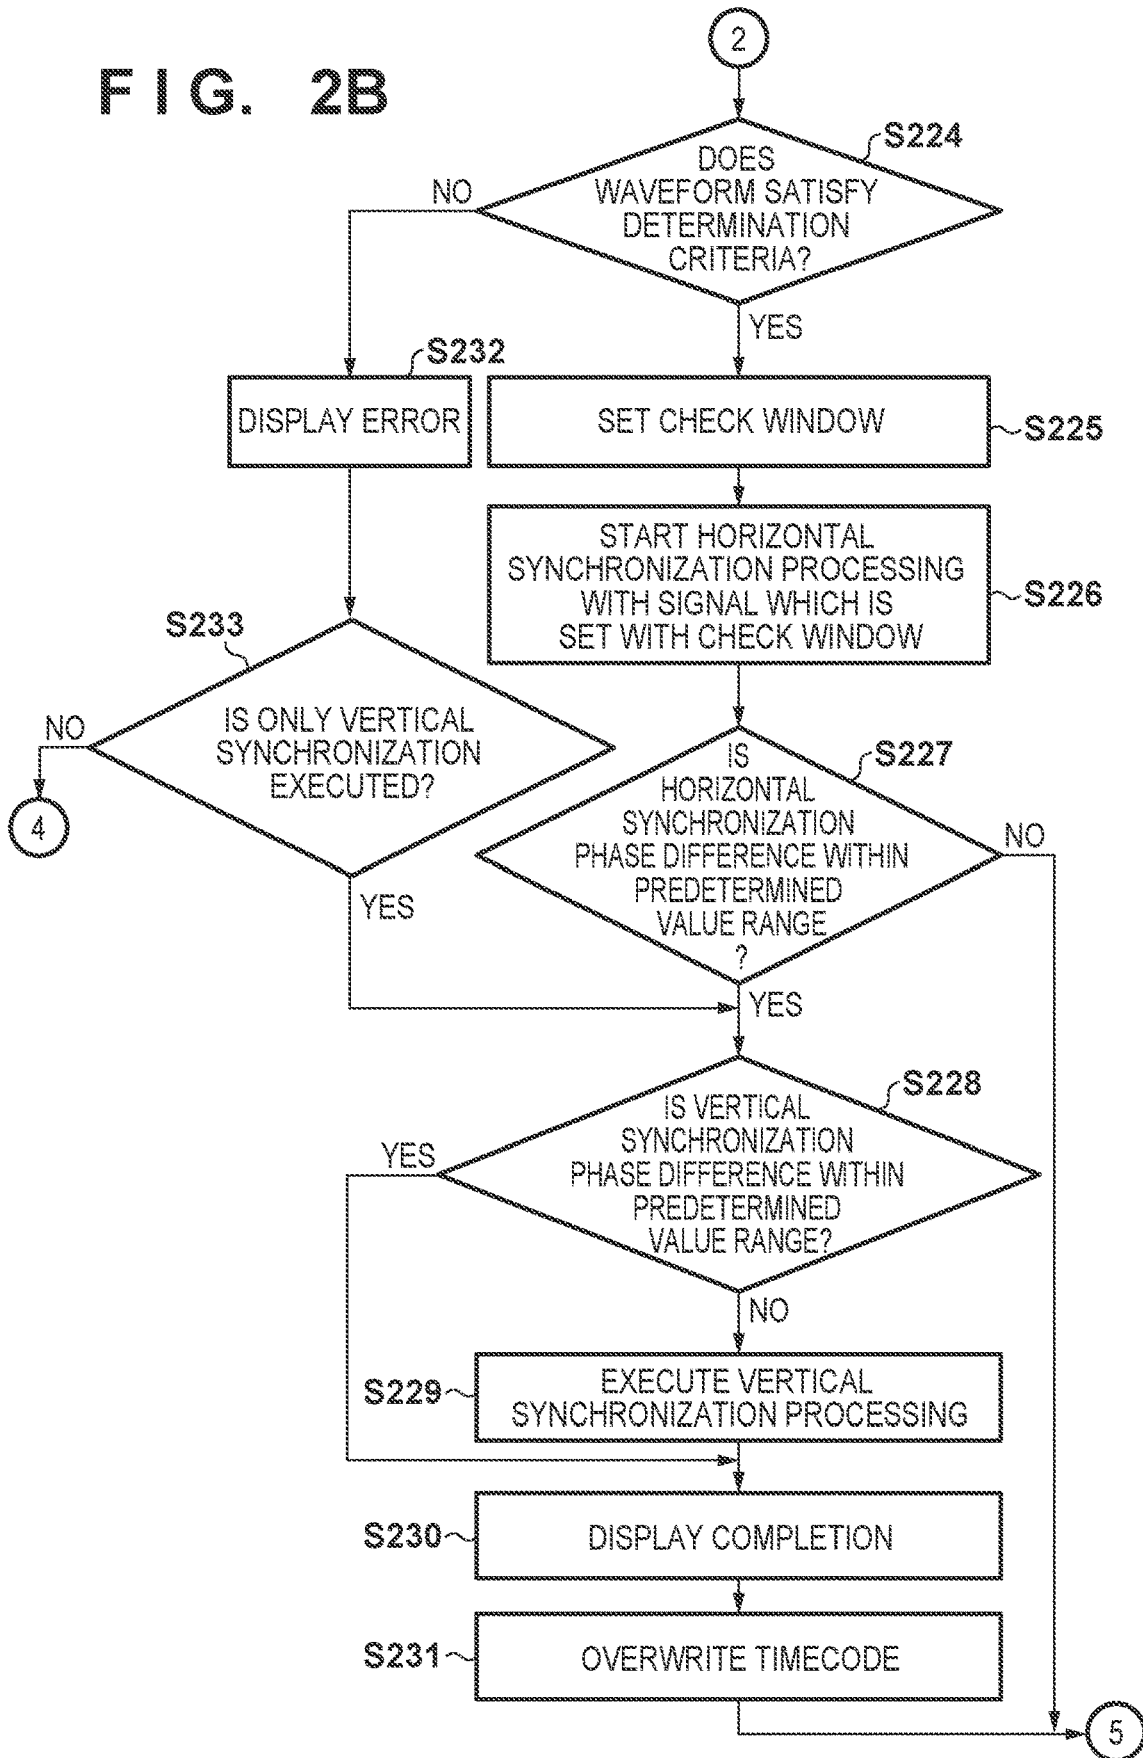 2
FIG. 2B
S224
DOES
WAVEFORM SATISFY
DETERMINATION
CRITERIA?
NO
YES
S232
DISPLAY ERROR
SET CHECK WINDOW
S225
START HORIZONTAL
SYNCHRONIZATION PROCESSING
WITH SIGNAL WHICH IS
SET WITH CHECK WINDOW
S226
S233
IS ONLY VERTICAL
SYNCHRONIZATION
EXECUTED?
NO
4
YES
S227
IS
HORIZONTAL
SYNCHRONIZATION
PHASE DIFFERENCE WITHIN
PREDETERMINED
VALUE RANGE
?
NO
YES
S228
IS VERTICAL
SYNCHRONIZATION
PHASE DIFFERENCE WITHIN
PREDETERMINED
VALUE RANGE?
YES
NO
S229
EXECUTE VERTICAL
SYNCHRONIZATION PROCESSING
S230
DISPLAY COMPLETION
S231
OVERWRITE TIMECODE
5